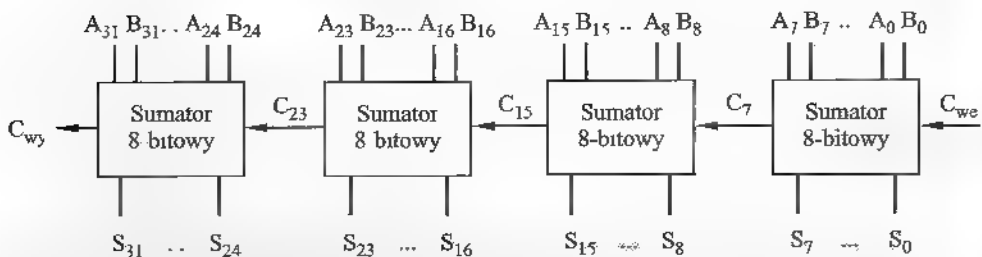 A31 B31 .. A24 B24 A23 B23... A16 B16 A15 B15 .. A8 B8 A7 B7 .. A0 B0
Cwy Sumator C23 Sumator C15 Sumator C7 Sumator Cwe
8 bitowy 8 bitowy 8-bitowy 8-bitowy
S31 .. S24 S23 ... S16 S15 ... S8 S7 ... S0